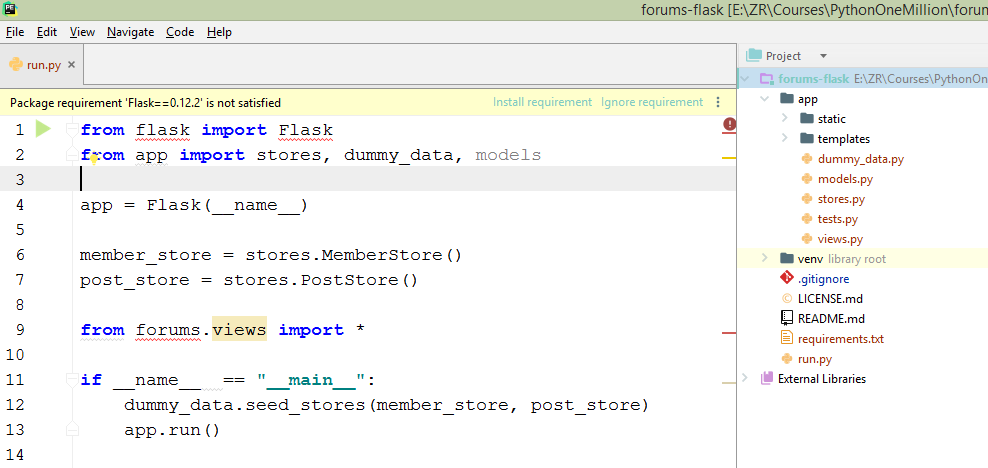 forums-flask [E:\ZR\Courses\PythonOneMillion\forum
File Edit View Navigate Code Help
run.py
Project
Package requirement 'Flask==0.12.2' is not satisfied
Install requirement Ignore requirement
1 from flask import Flask
2 from app import stores, dummy_data, models
3
4 app = Flask(__name__)
5
6 member_store = stores.MemberStore()
7 post_store = stores.PostStore()
8
9 from forums.views import *
10
11 if __name__ == "__main__":
12 dummy_data.seed_stores(member_store, post_store)
13 app.run()
14
forums-flask E:\ZR\Courses\PythonOn
app
static
templates
dummy_data.py
models.py
stores.py
tests.py
views.py
venv library root
.gitignore
LICENSE.md
README.md
requirements.txt
run.py
External Libraries